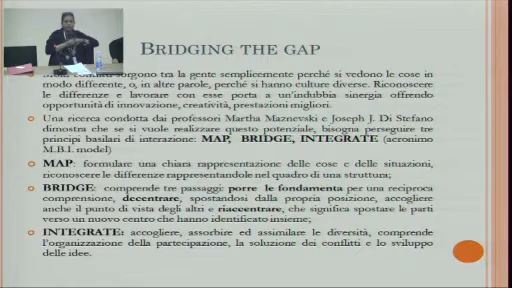 BRIDGING THE GAP
sorgono tra la gente semplicemente perché si vedono le cose in
modo differente, o, in altre parole, perché si hanno culture diverse. Riconoscere
le differenze e lavorare con esse porta a un'indubbia sinergia offrendo
opportunità di innovazione, creatività, prestazioni migliori.
Una ricerca condotta dai professori Martha Maznevski e Joseph J. Di Stefano
dimostra che se si vuole realizzare questo potenziale, bisogna perseguire tre
principi basilari di interazione: MAP, BRIDGE, INTEGRATE (acronimo
M.B.I. model)
MAP: formulare una chiara rappresentazione delle cose e delle situazioni,
riconoscere le differenze rappresentandole nel quadro di una struttura;
BRIDGE: comprende tre passaggi: porre le fondamenta per una reciproca
comprensione, decentrare, spostandosi dalla propria posizione, accogliere
anche il punto di vista degli altri e riaccentrare, che significa spostare le parti
verso un nuovo centro che hanno identificato insieme;
INTEGRATE: accogliere, assorbire ed assimilare le diversità, comprende
l'organizzazione della partecipazione, la soluzione dei conflitti e lo sviluppo
delle idee.